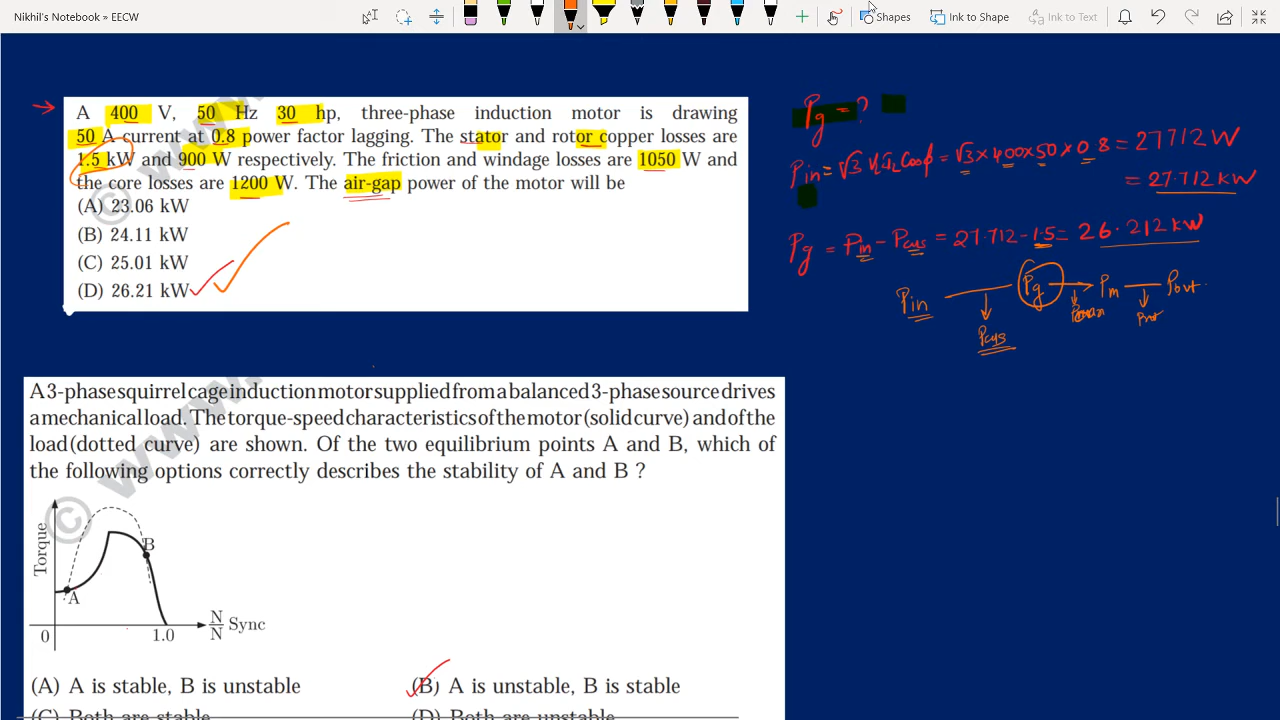 Nikhil's Notebook » EECW
Shapes
Ink to Shape
Ink to Text
A 400 V, 50 Hz 30 hp, three-phase induction motor is drawing
50 A current at 0.8 power factor lagging. The stator and rotor copper losses are
1.5 kW and 900 W respectively. The friction and windage losses are 1050 W and
the core losses are 1200 W. The air-gap power of the motor will be
(A) 23.06 kW
(B) 24.11 kW
(C) 25.01 kW
(D) 26.21 kW
Pg = ?
Pin = √3 VL IL Cosϕ = √3 × 400 × 50 × 0.8 = 27712 W
= 27.712 kW
Pg = Pin - Pcus = 27.712 - 1.5 = 26.212 kW
Pin Pg Pm Pout
Pcus
© www.
A 3-phase squirrel cage induction motor supplied from a balanced 3-phase source drives
a mechanical load. The torque-speed characteristics of the motor (solid curve) and of the
load (dotted curve) are shown. Of the two equilibrium points A and B, which of
the following options correctly describes the stability of A and B ?
© www.
Torque
B
A
0
1.0
N/N Sync
(A) A is stable, B is unstable
(B) A is unstable, B is stable
(C) Both are stable
(D) Both are unstable